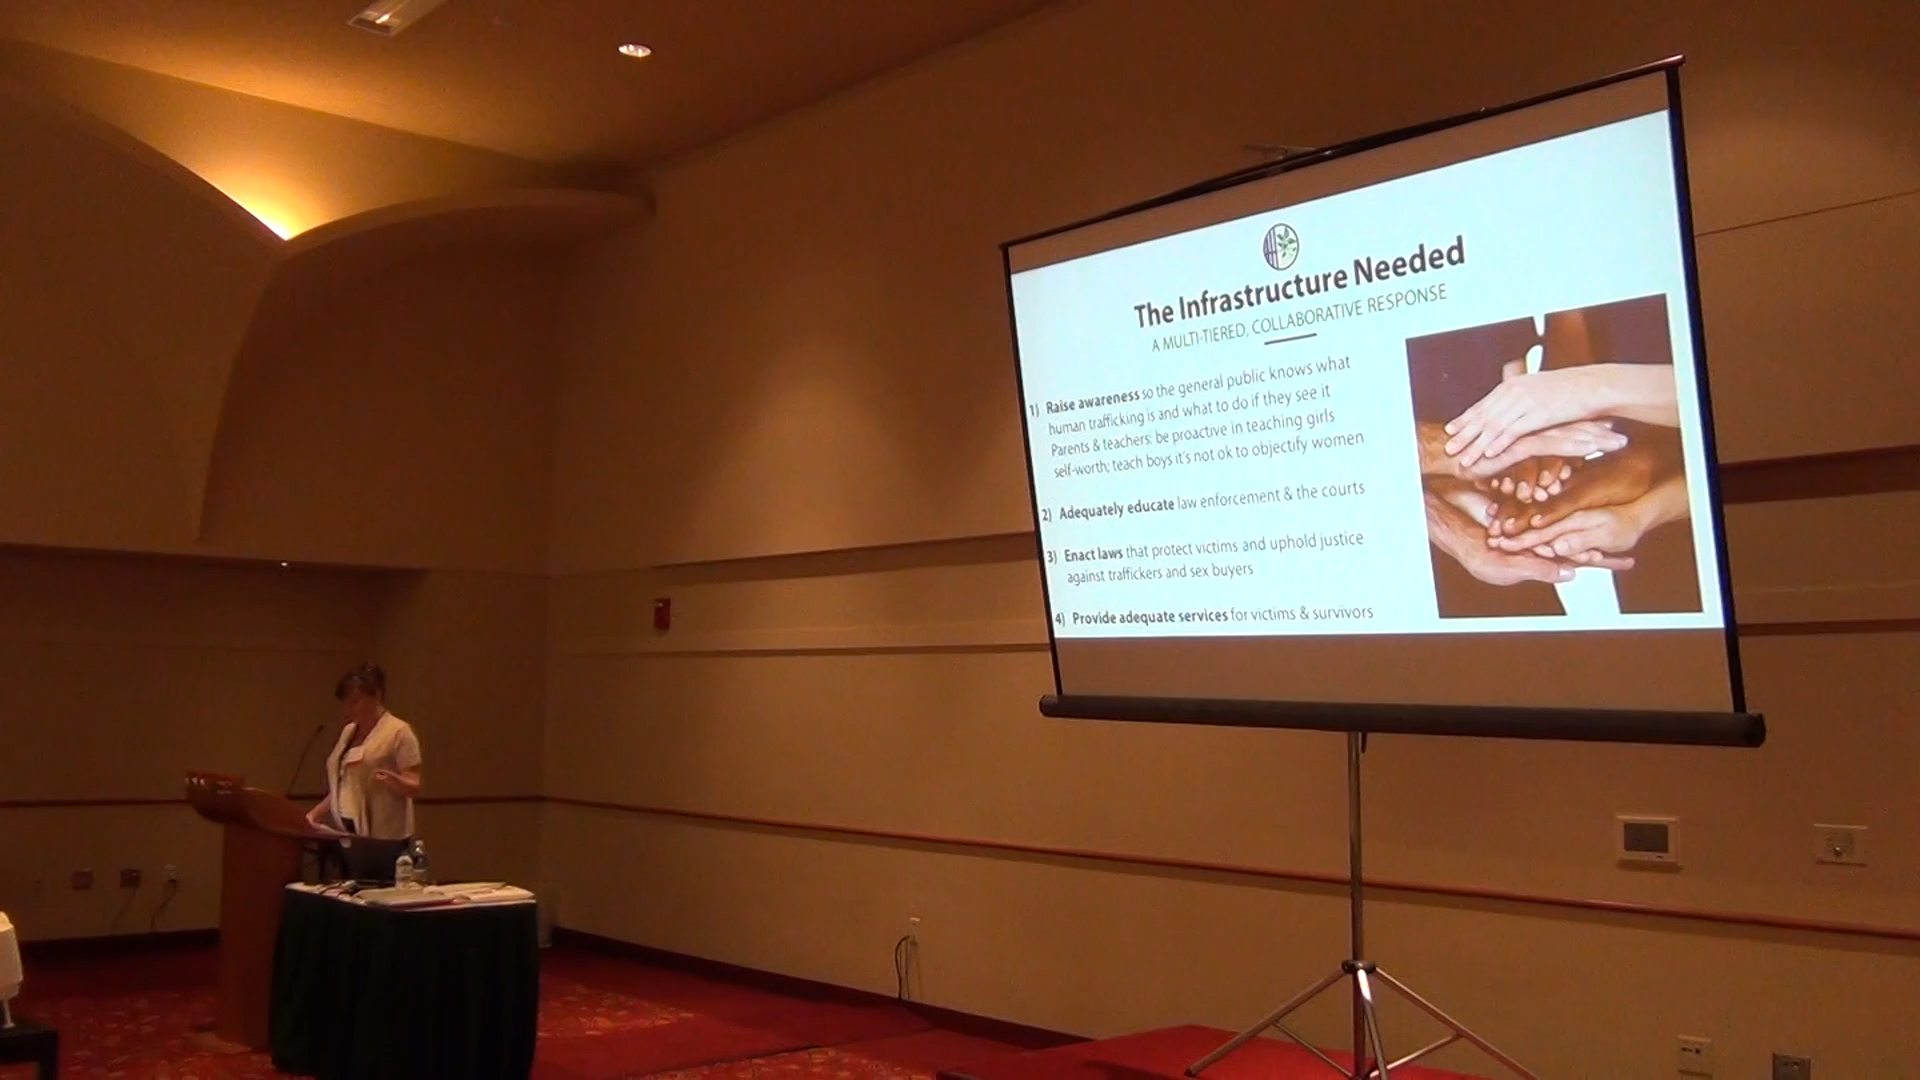 The Infrastructure Needed
A MULTI-TIERED, COLLABORATIVE RESPONSE
1) Raise awareness so the general public knows what
human trafficking is and what to do if they see it
Parents & teachers: be proactive in teaching girls
self-worth; teach boys it's not ok to objectify women
2) Adequately educate law enforcement & the courts
3) Enact laws that protect victims and uphold justice
against traffickers and sex buyers
4) Provide adequate services for victims & survivors